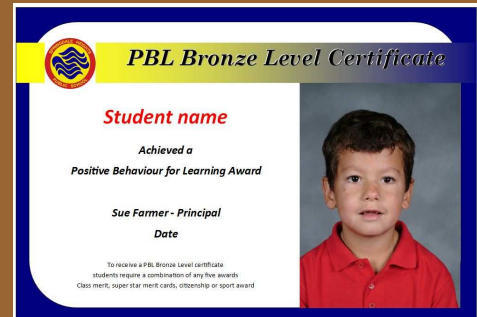 PBL Bronze Level Certificate
Student name
Achieved a
Positive Behaviour for Learning Award
Sue Farmer - Principal
Date
To receive a PBL Bronze Level certificate
students require a combination of any five awards
Class merit, super star merit cards, citizenship or sport award
PUBLIC SCHOOL